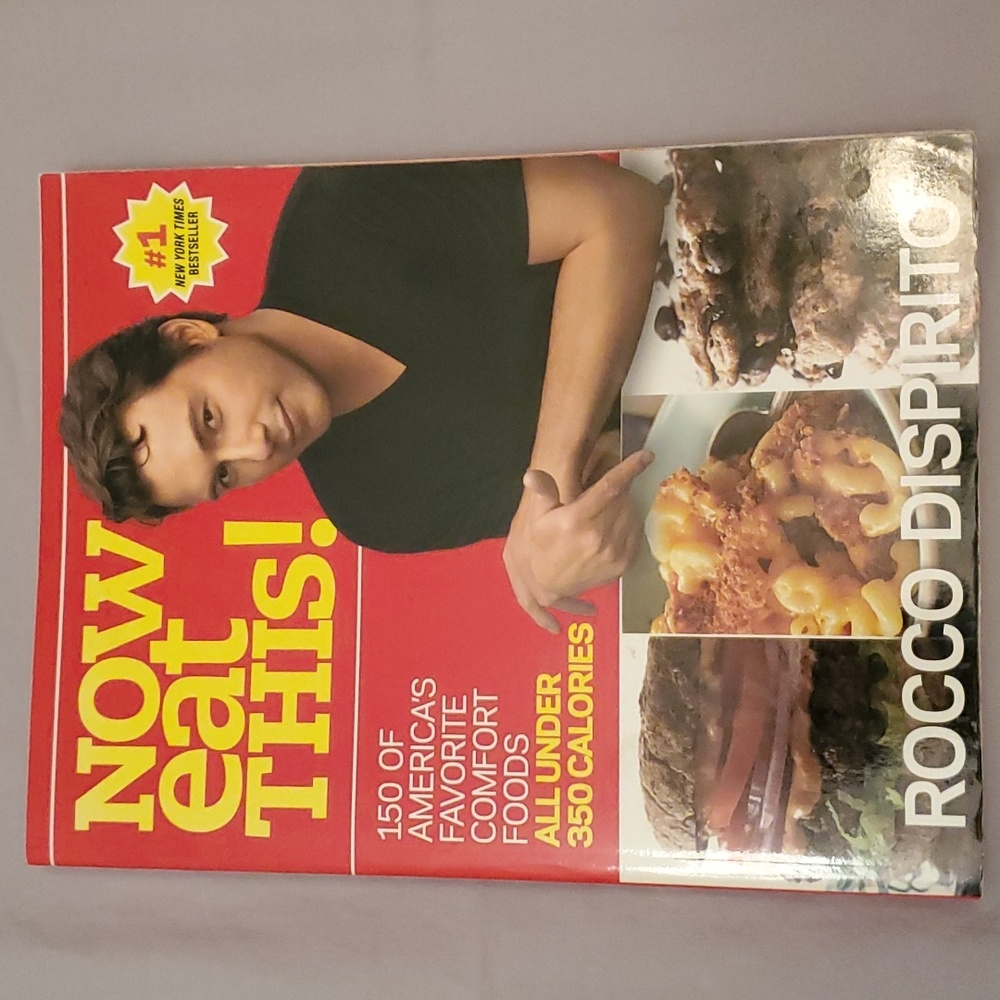 NOW
eat
THIS!
#1
NEW YORK TIMES
BESTSELLER
150 OF
AMERICA'S
FAVORITE
COMFORT
FOODS
ALL UNDER
350 CALORIES
ROCCO DISPIRITO